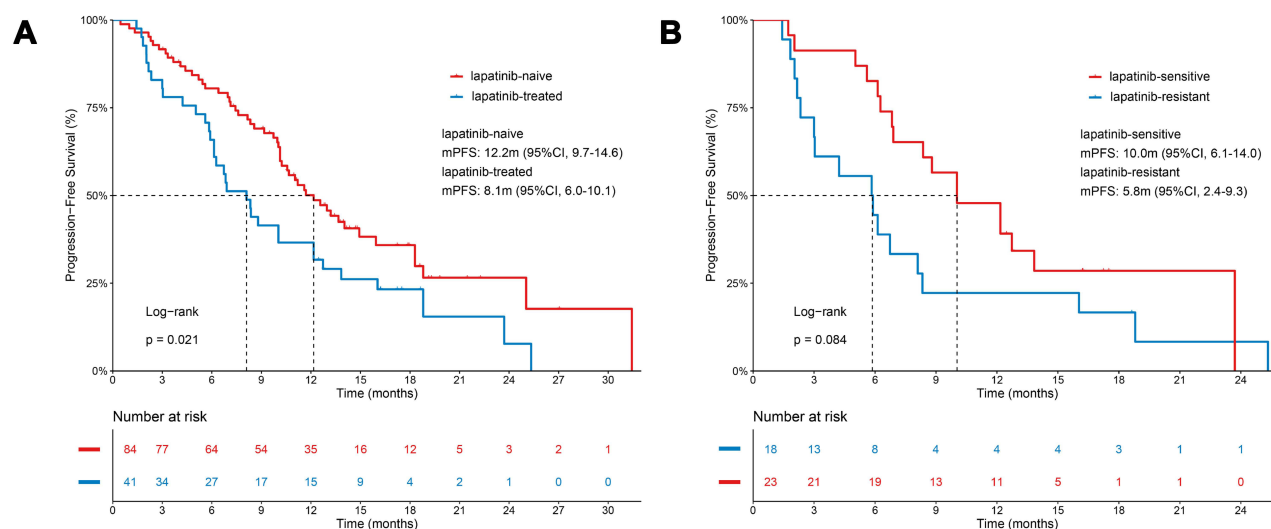 A
Progression−Free Survival (%)
100%
75%
50%
25%
0%
lapatinib-naive
lapatinib-treated
lapatinib-naive
mPFS: 12.2m (95%CI, 9.7-14.6)
lapatinib-treated
mPFS: 8.1m (95%CI, 6.0-10.1)
Log−rank
p = 0.021
0 3 6 9 12 15 18 21 24 27 30
Time (months)
Number at risk
84 77 64 54 35 16 12 5 3 2 1
41 34 27 17 15 9 4 2 1 0 0
0 3 6 9 12 15 18 21 24 27 30
Time (months)
B
Progression−Free Survival (%)
100%
75%
50%
25%
0%
lapatinib-sensitive
lapatinib-resistant
lapatinib-sensitive
mPFS: 10.0m (95%CI, 6.1-14.0)
lapatinib-resistant
mPFS: 5.8m (95%CI, 2.4-9.3)
Log−rank
p = 0.084
0 3 6 9 12 15 18 21 24
Time (months)
Number at risk
18 13 8 4 4 4 3 1 1
23 21 19 13 11 5 1 1 0
0 3 6 9 12 15 18 21 24
Time (months)